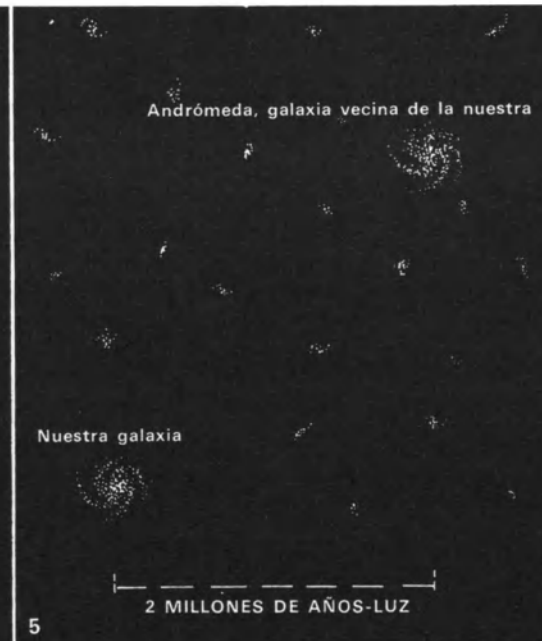 Andrómeda, galaxia vecina de la nuestra
Nuestra galaxia
2 MILLONES DE AÑOS-LUZ
5